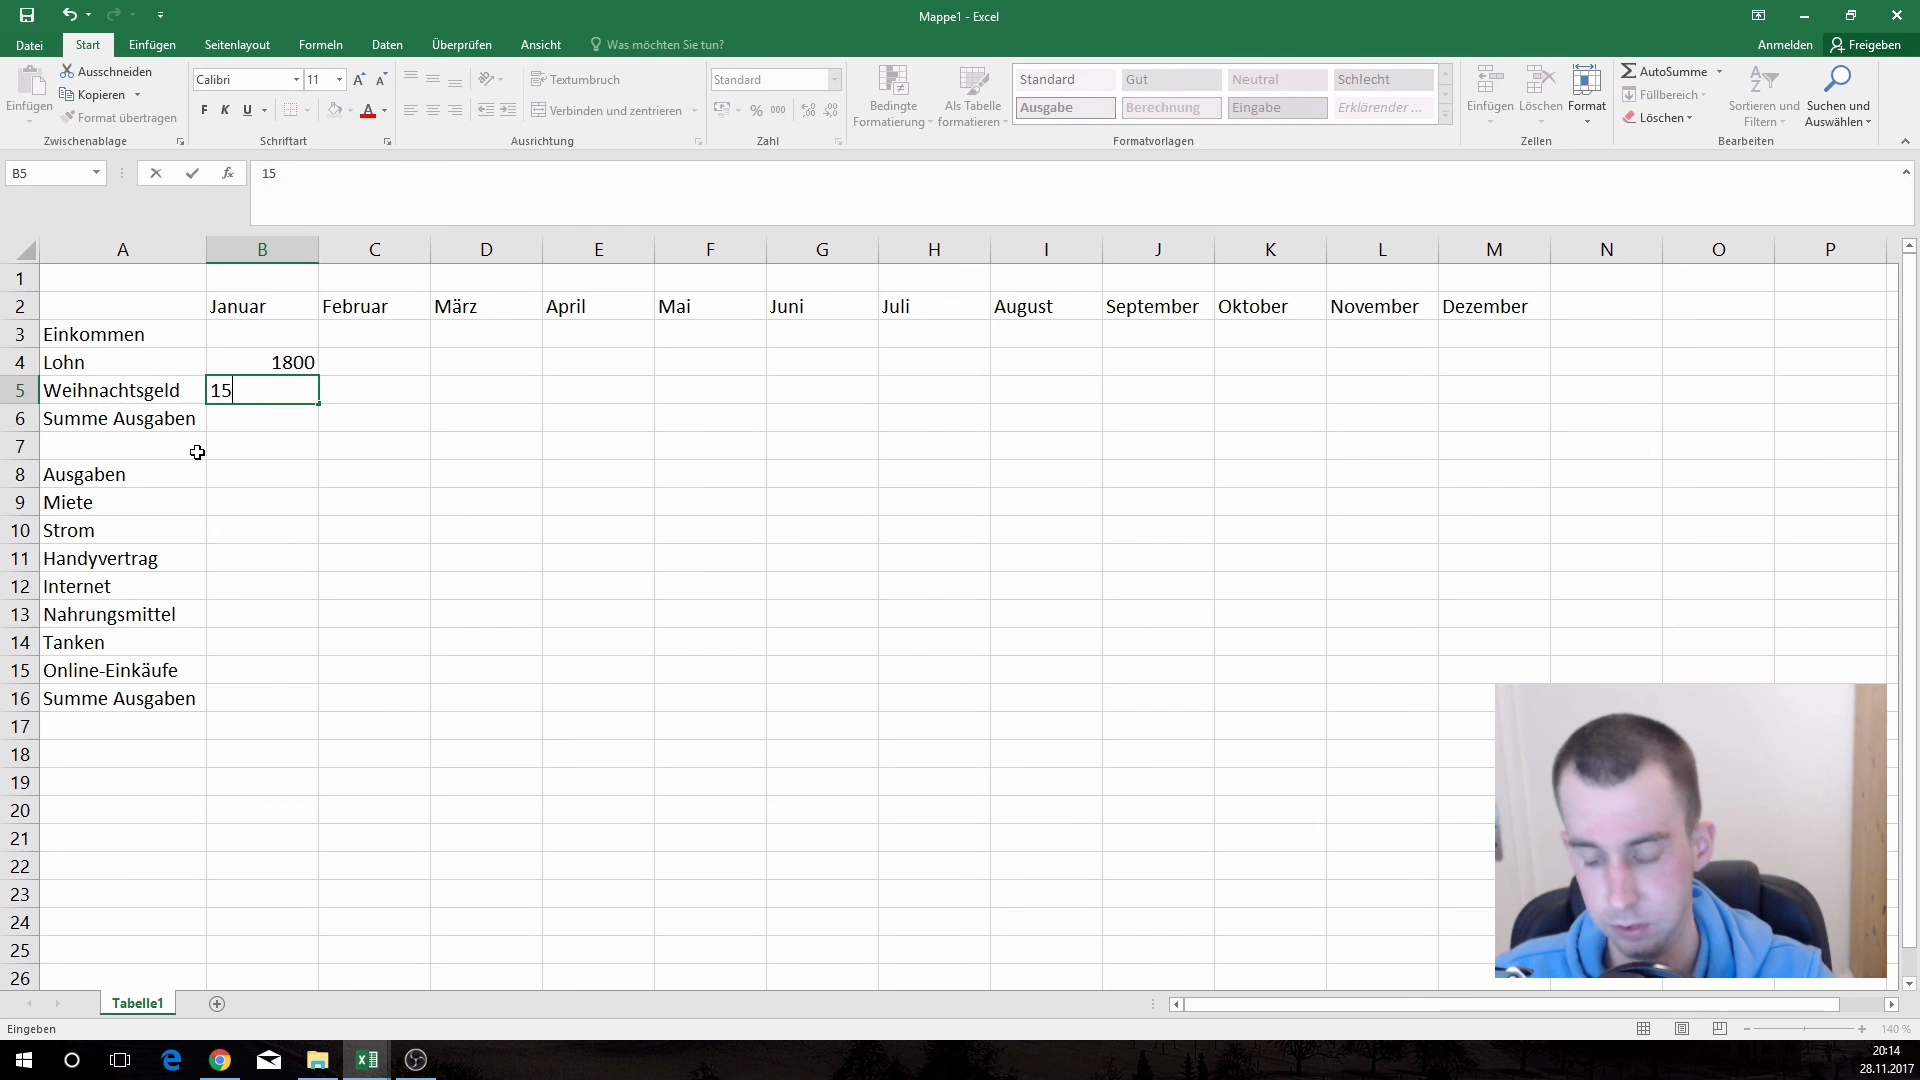 Mappe1 - Excel
Datei Start Einfügen Seitenlayout Formeln Daten Überprüfen Ansicht Was möchten Sie tun? Anmelden Freigeben
Einfügen
Ausschneiden
Kopieren
Format übertragen
Zwischenablage
Calibri 11
F K U
Schriftart
Textumbruch
Verbinden und zentrieren
Ausrichtung
Standard
% 000
Zahl
Bedingte Formatierung
Als Tabelle formatieren
Standard Gut Neutral Schlecht
Ausgabe Berechnung Eingabe Erklärender ...
Formatvorlagen
Einfügen Löschen Format
Zellen
AutoSumme
Füllbereich
Löschen
Sortieren und Filtern
Suchen und Auswählen
Bearbeiten
B5 fx 15
A B C D E F G H I J K L M N O P
1
2 Januar Februar März April Mai Juni Juli August September Oktober November Dezember
3 Einkommen
4 Lohn 1800
5 Weihnachtsgeld 15
6 Summe Ausgaben
7
8 Ausgaben
9 Miete
10 Strom
11 Handyvertrag
12 Internet
13 Nahrungsmittel
14 Tanken
15 Online-Einkäufe
16 Summe Ausgaben
17
18
19
20
21
22
23
24
25
26
Tabelle1
Eingeben 140 %
20:14
28.11.2017